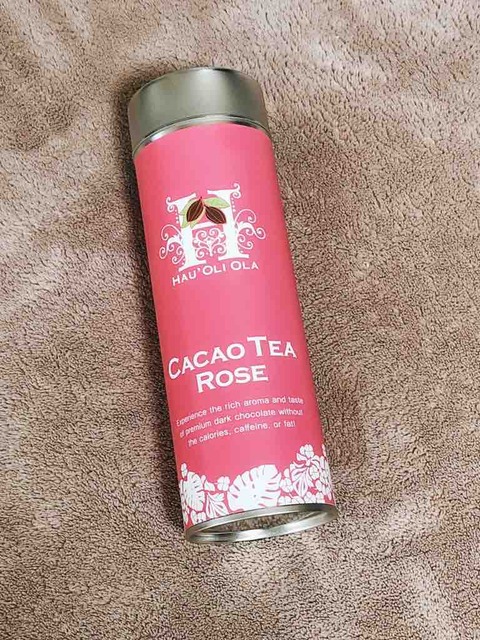 H
HAU'OLI OLA
CACAO TEA
ROSE
Experience the rich aroma and taste
of premium dark chocolate without
the calories, caffeine, or fat!